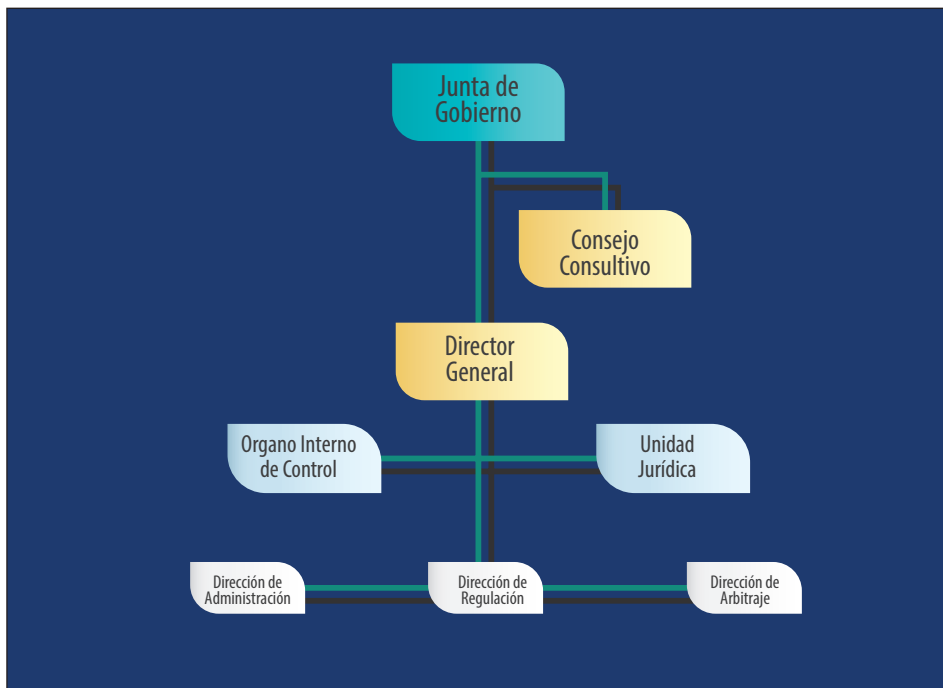 Junta de
Gobierno
Consejo
Consultivo
Director
General
Organo Interno
de Control
Unidad
Jurídica
Dirección de
Administración
Dirección de
Regulación
Dirección de
Arbitraje